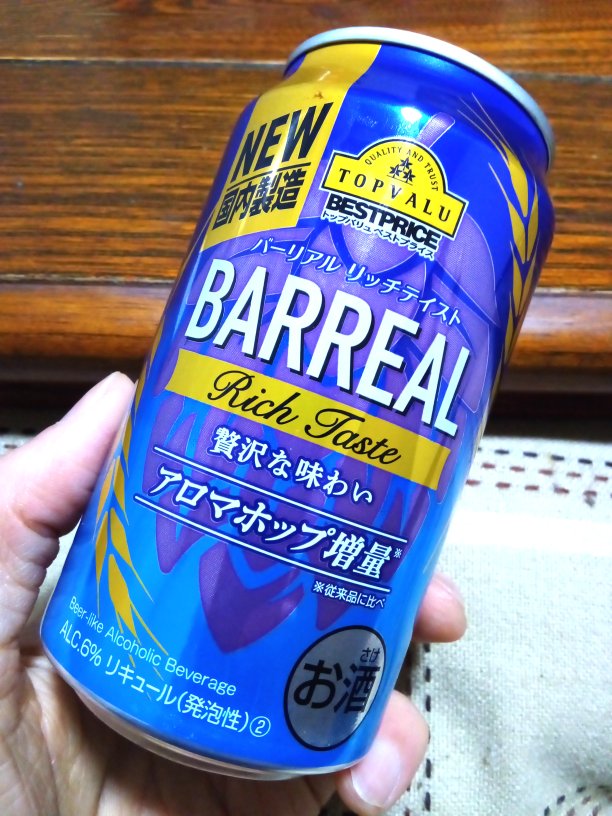 NEW
国内製造
QUALITY AND TRUST
TOPVALU
BESTPRICE
トップバリュ ベストプライス
バーリアル リッチテイスト
BARREAL
Rich Taste
贅沢な味わい
アロマホップ増量※
※従来品に比べ
Beer-like Alcoholic Beverage
ALC.6% リキュール(発泡性)②
さけ
お酒